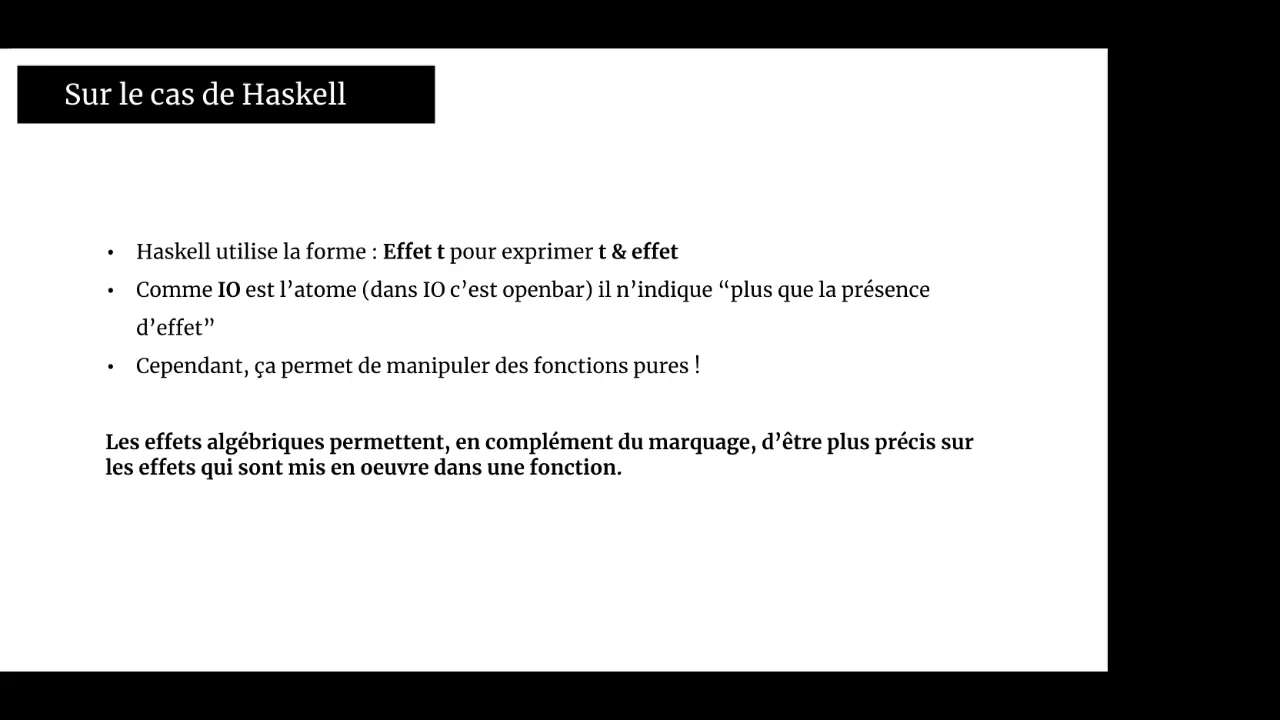 Sur le cas de Haskell
• Haskell utilise la forme : Effet t pour exprimer t & effet
• Comme IO est l’atome (dans IO c’est openbar) il n’indique “plus que la présence
d’effet”
• Cependant, ça permet de manipuler des fonctions pures !
Les effets algébriques permettent, en complément du marquage, d’être plus précis sur
les effets qui sont mis en oeuvre dans une fonction.